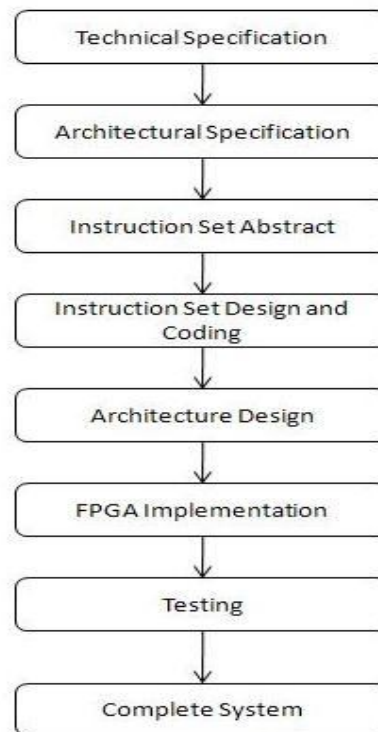 Technical Specification
Architectural Specification
Instruction Set Abstract
Instruction Set Design and
Coding
Architecture Design
FPGA Implementation
Testing
Complete System